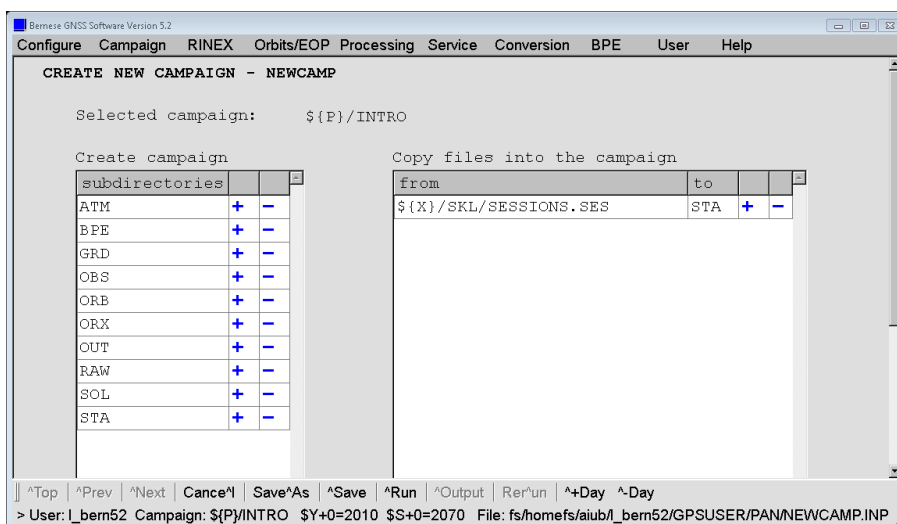 Bernese GNSS Software Version 5.2
Configure Campaign RINEX Orbits/EOP Processing Service Conversion BPE User Help
CREATE NEW CAMPAIGN - NEWCAMP
Selected campaign: ${P}/INTRO
Create campaign
subdirectories
ATM + -
BPE + -
GRD + -
OBS + -
ORB + -
ORX + -
OUT + -
RAW + -
SOL + -
STA + -
Copy files into the campaign
from to
${X}/SKL/SESSIONS.SES STA + -
^Top | ^Prev | ^Next | Cance^l | Save^As | ^Save | ^Run | ^Output | Rer^un | ^+Day ^-Day
> User: l_bern52 Campaign: ${P}/INTRO $Y+0=2010 $S+0=2070 File: fs/homefs/aiub/l_bern52/GPSUSER/PAN/NEWCAMP.INP